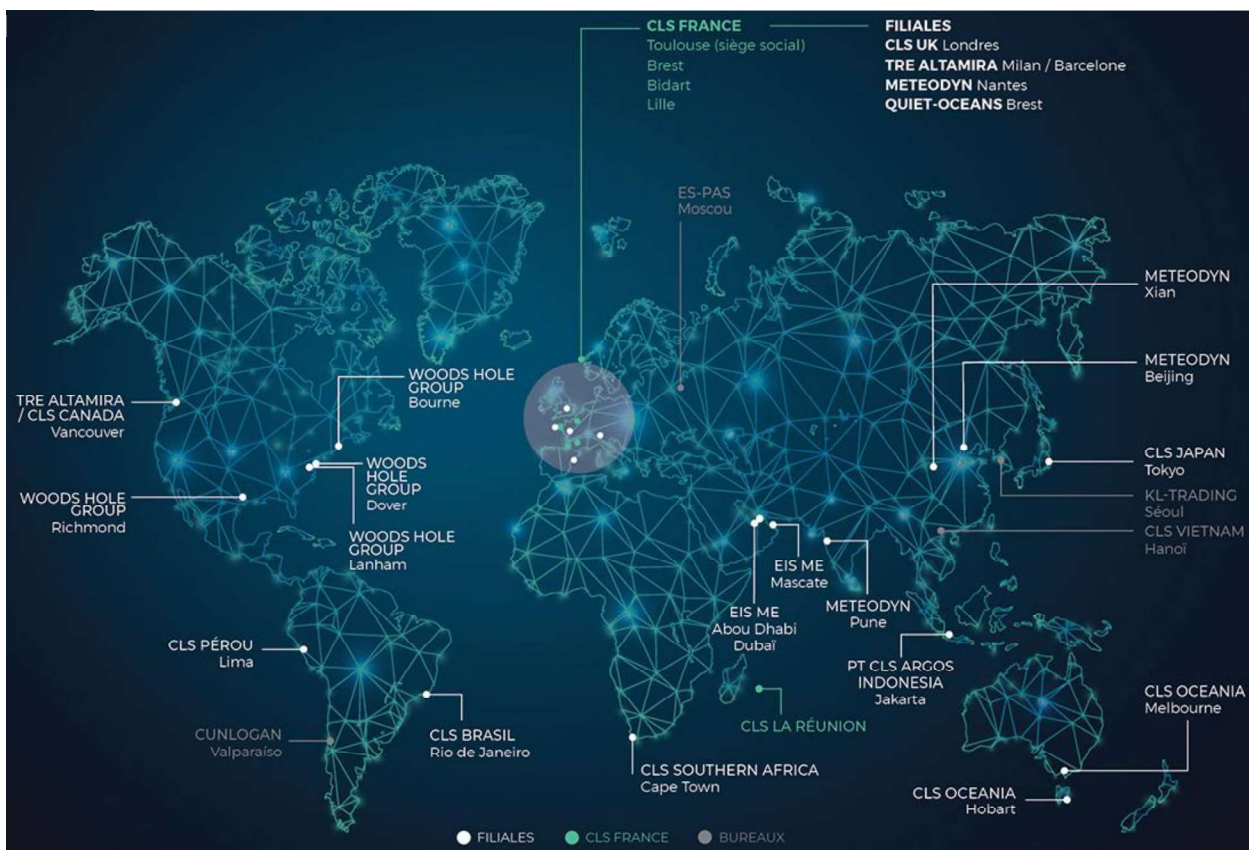 CLS FRANCE
Toulouse (siège social)
Brest
Bidart
Lille
FILIALES
CLS UK Londres
TRE ALTAMIRA Milan / Barcelone
METEODYN Nantes
QUIET-OCEANS Brest
ES-PAS
Moscou
METEODYN
Xian
METEODYN
Beijing
WOODS HOLE
GROUP
Bourne
TRE ALTAMIRA
/ CLS CANADA
Vancouver
CLS JAPAN
Tokyo
WOODS
HOLE
GROUP
Dover
WOODS HOLE
GROUP
Richmond
KL-TRADING
Séoul
CLS VIETNAM
Hanoï
WOODS HOLE
GROUP
Lanham
EIS ME
Mascate
METEODYN
Pune
EIS ME
Abou Dhabi
Dubaï
CLS PÉROU
Lima
PT CLS ARGOS
INDONESIA
Jakarta
CLS OCEANIA
Melbourne
CLS LA RÉUNION
CUNLOGAN
Valparaíso
CLS BRASIL
Rio de Janeiro
CLS SOUTHERN AFRICA
Cape Town
CLS OCEANIA
Hobart
FILIALES
CLS FRANCE
BUREAUX